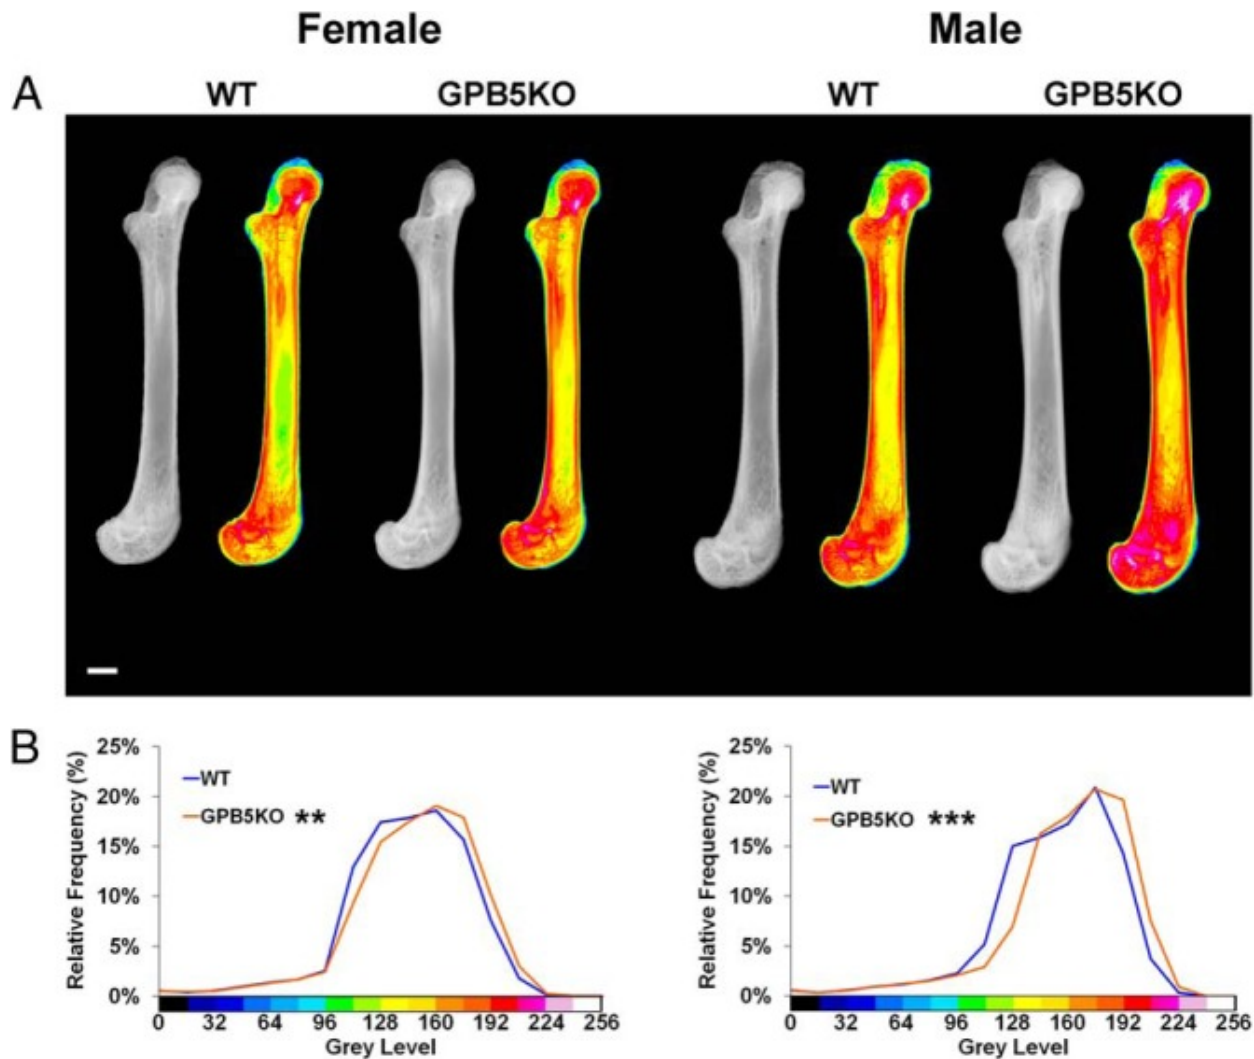 Female Male
A WT GPB5KO WT GPB5KO
B
25%
20%
15%
10%
5%
0%
Relative Frequency (%)
WT
GPB5KO **
0 32 64 96 128 160 192 224 256
Grey Level
25%
20%
15%
10%
5%
0%
Relative Frequency (%)
WT
GPB5KO ***
0 32 64 96 128 160 192 224 256
Grey Level